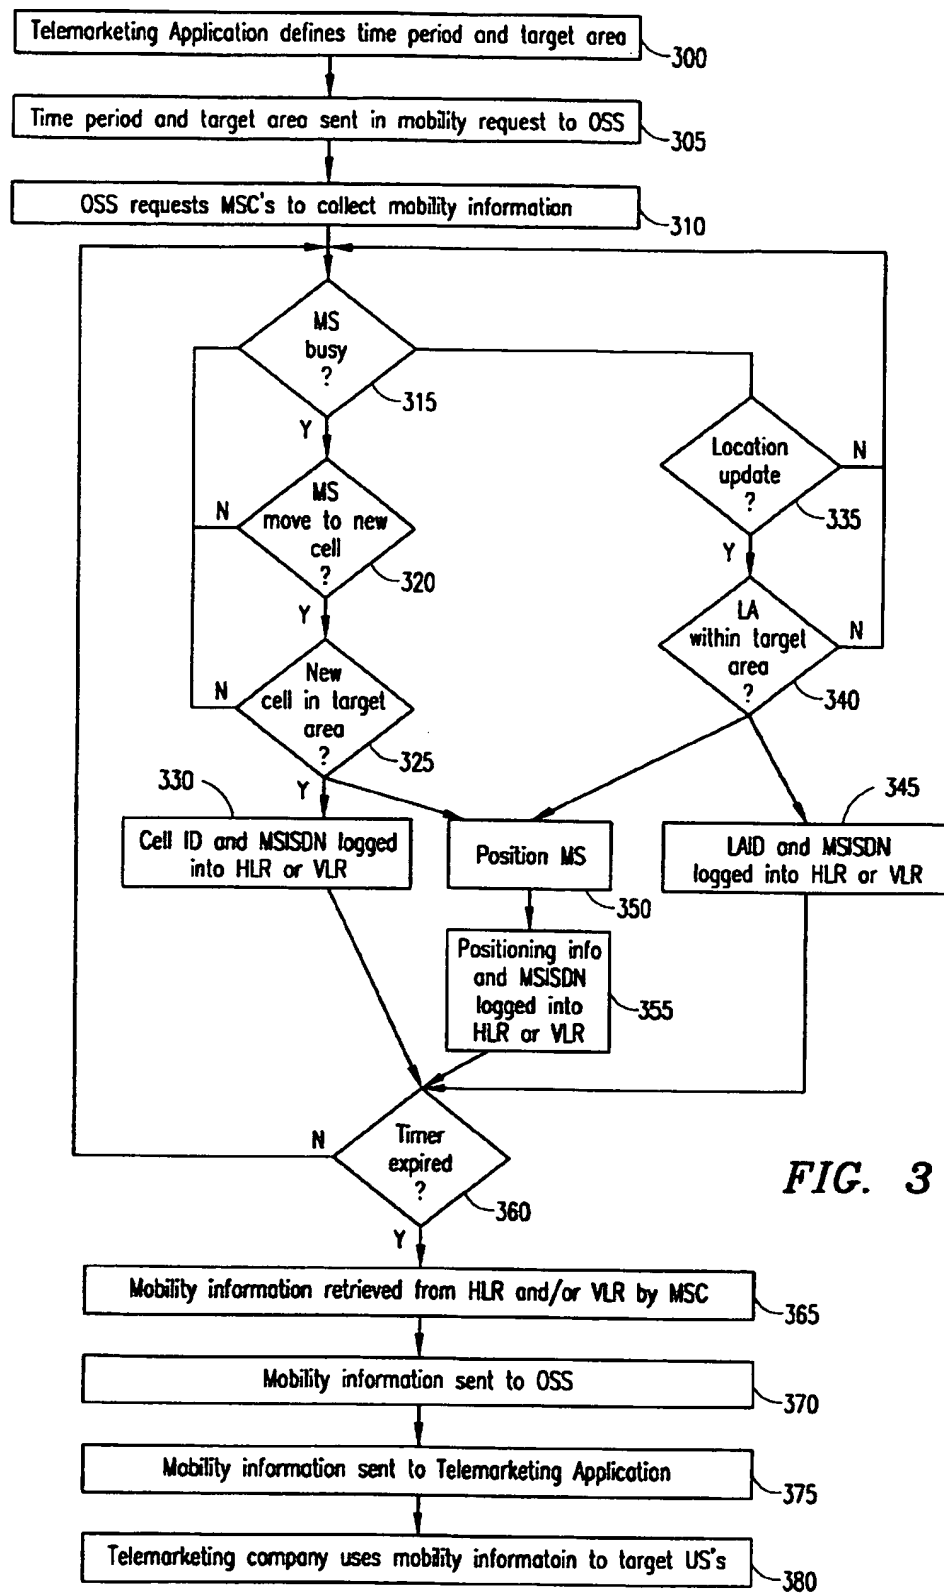 Telemarketing Application defines time period and target area
300
Time period and target area sent in mobility request to OSS
305
OSS requests MSC's to collect mobility information
310
MS
busy
?
315
Y
MS
move to new
cell
?
320
N
Y
New
cell in target
area
?
325
N
Y
Location
update
?
335
N
Y
LA
within target
area
?
340
N
330
Cell ID and MSISDN logged
into HLR or VLR
Position MS
350
345
LAID and MSISDN
logged into HLR or VLR
Positioning info
and MSISDN
logged into
HLR or VLR
355
Timer
expired
?
360
N
Y
FIG. 3
Mobility information retrieved from HLR and/or VLR by MSC
365
Mobility information sent to OSS
370
Mobility information sent to Telemarketing Application
375
Telemarketing company uses mobility informatoin to target US's
380